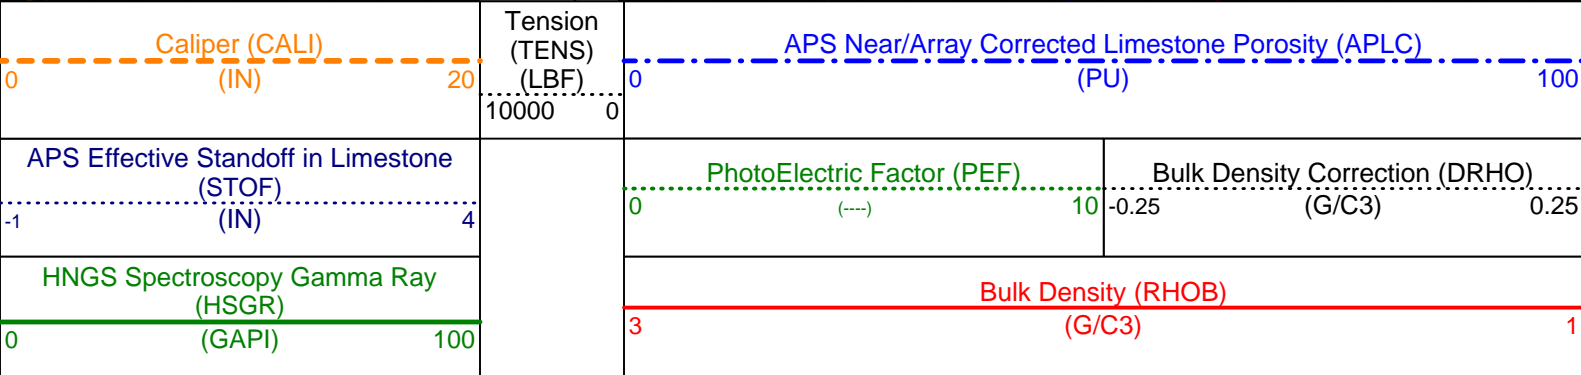 Caliper (CALI)
0 (IN) 20
Tension
(TENS)
(LBF)
10000 0
APS Near/Array Corrected Limestone Porosity (APLC)
0 (PU) 100
APS Effective Standoff in Limestone
(STOF)
-1 (IN) 4
PhotoElectric Factor (PEF)
0 (----) 10
Bulk Density Correction (DRHO)
-0.25 (G/C3) 0.25
HNGS Spectroscopy Gamma Ray
(HSGR)
0 (GAPI) 100
Bulk Density (RHOB)
3 (G/C3) 1